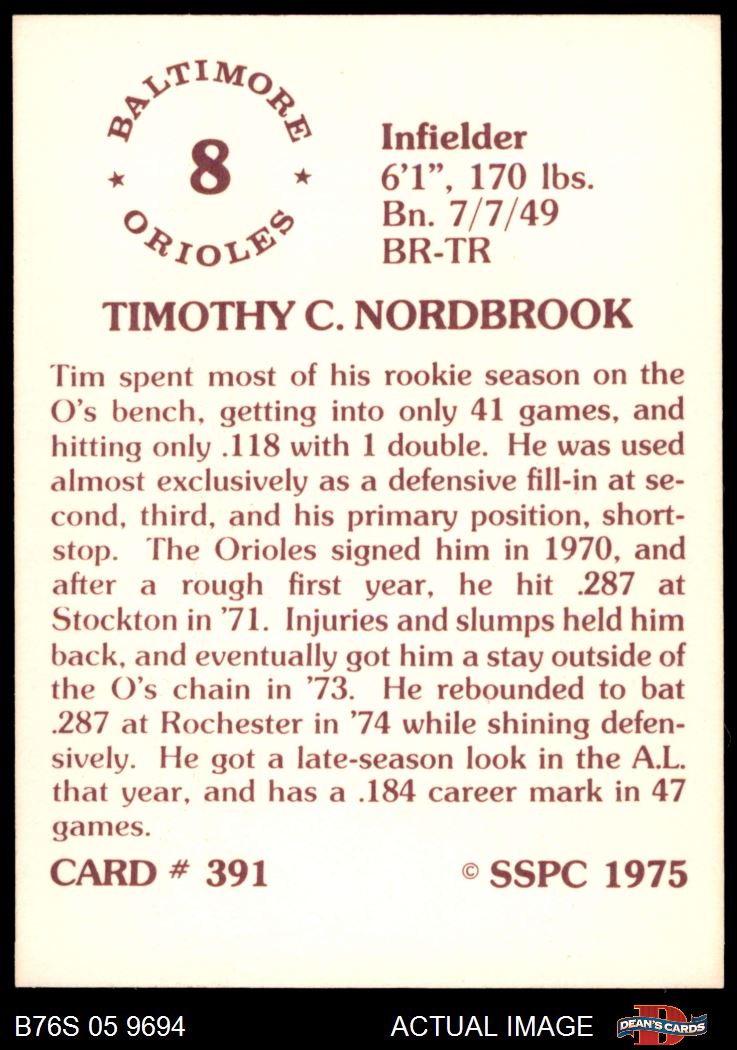 BALTIMORE
8
ORIOLES
Infielder
6'1”, 170 lbs.
Bn. 7/7/49
BR-TR
TIMOTHY C. NORDBROOK
Tim spent most of his rookie season on the
O's bench, getting into only 41 games, and
hitting only .118 with 1 double. He was used
almost exclusively as a defensive fill-in at se-
cond, third, and his primary position, short-
stop. The Orioles signed him in 1970, and
after a rough first year, he hit .287 at
Stockton in '71. Injuries and slumps held him
back, and eventually got him a stay outside of
the O's chain in '73. He rebounded to bat
.287 at Rochester in '74 while shining defen-
sively. He got a late-season look in the A.L.
that year, and has a .184 career mark in 47
games.
CARD # 391 © SSPC 1975
B76S 05 9694 ACTUAL IMAGE DEAN'S CARDS